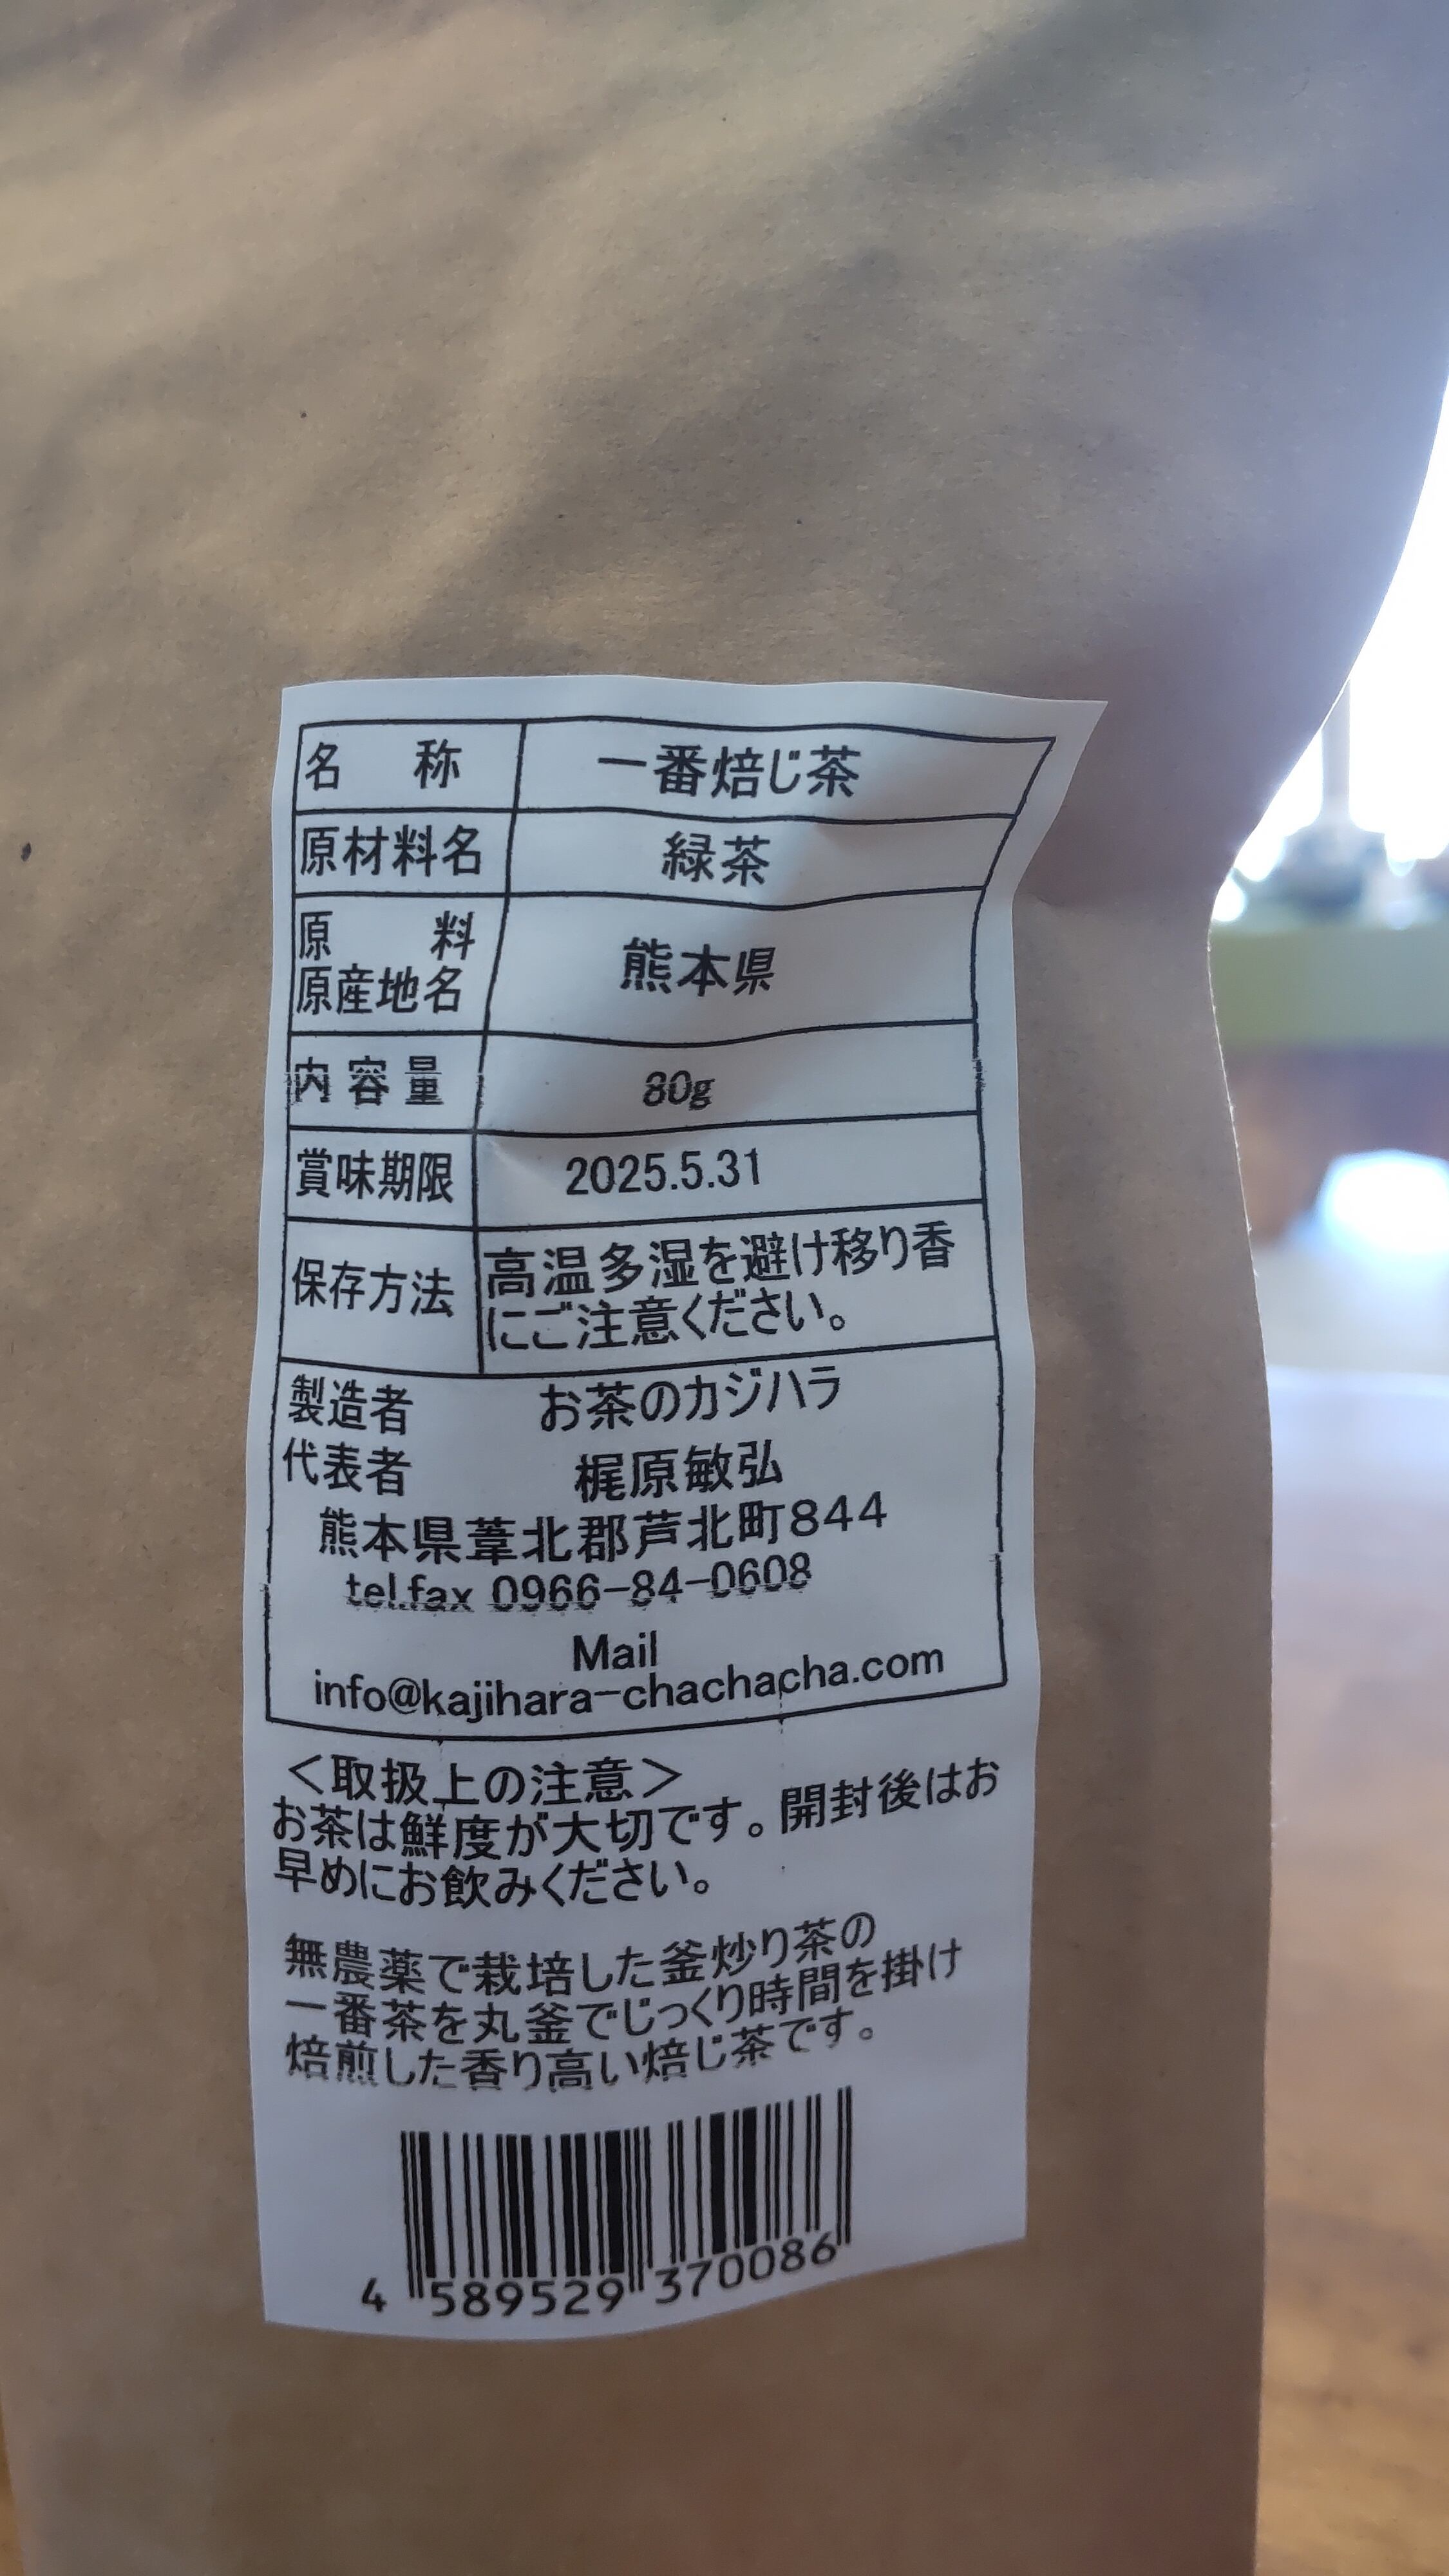 名 称 一番焙じ茶
原材料名 緑茶
原 料
原産地名 熊本県
内容量 80g
賞味期限 2025.5.31
保存方法 高温多湿を避け移り香
にご注意ください。
製造者 お茶のカジハラ
代表者 梶原敏弘
熊本県葦北郡芦北町844
tel.fax 0966-84-0608
Mail
info@kajihara-chachacha.com
＜取扱上の注意＞
お茶は鮮度が大切です。開封後はお
早めにお飲みください。
無農薬で栽培した釜炒り茶の
一番茶を丸釜でじっくり時間を掛け
焙煎した香り高い焙じ茶です。
4 589529 370086